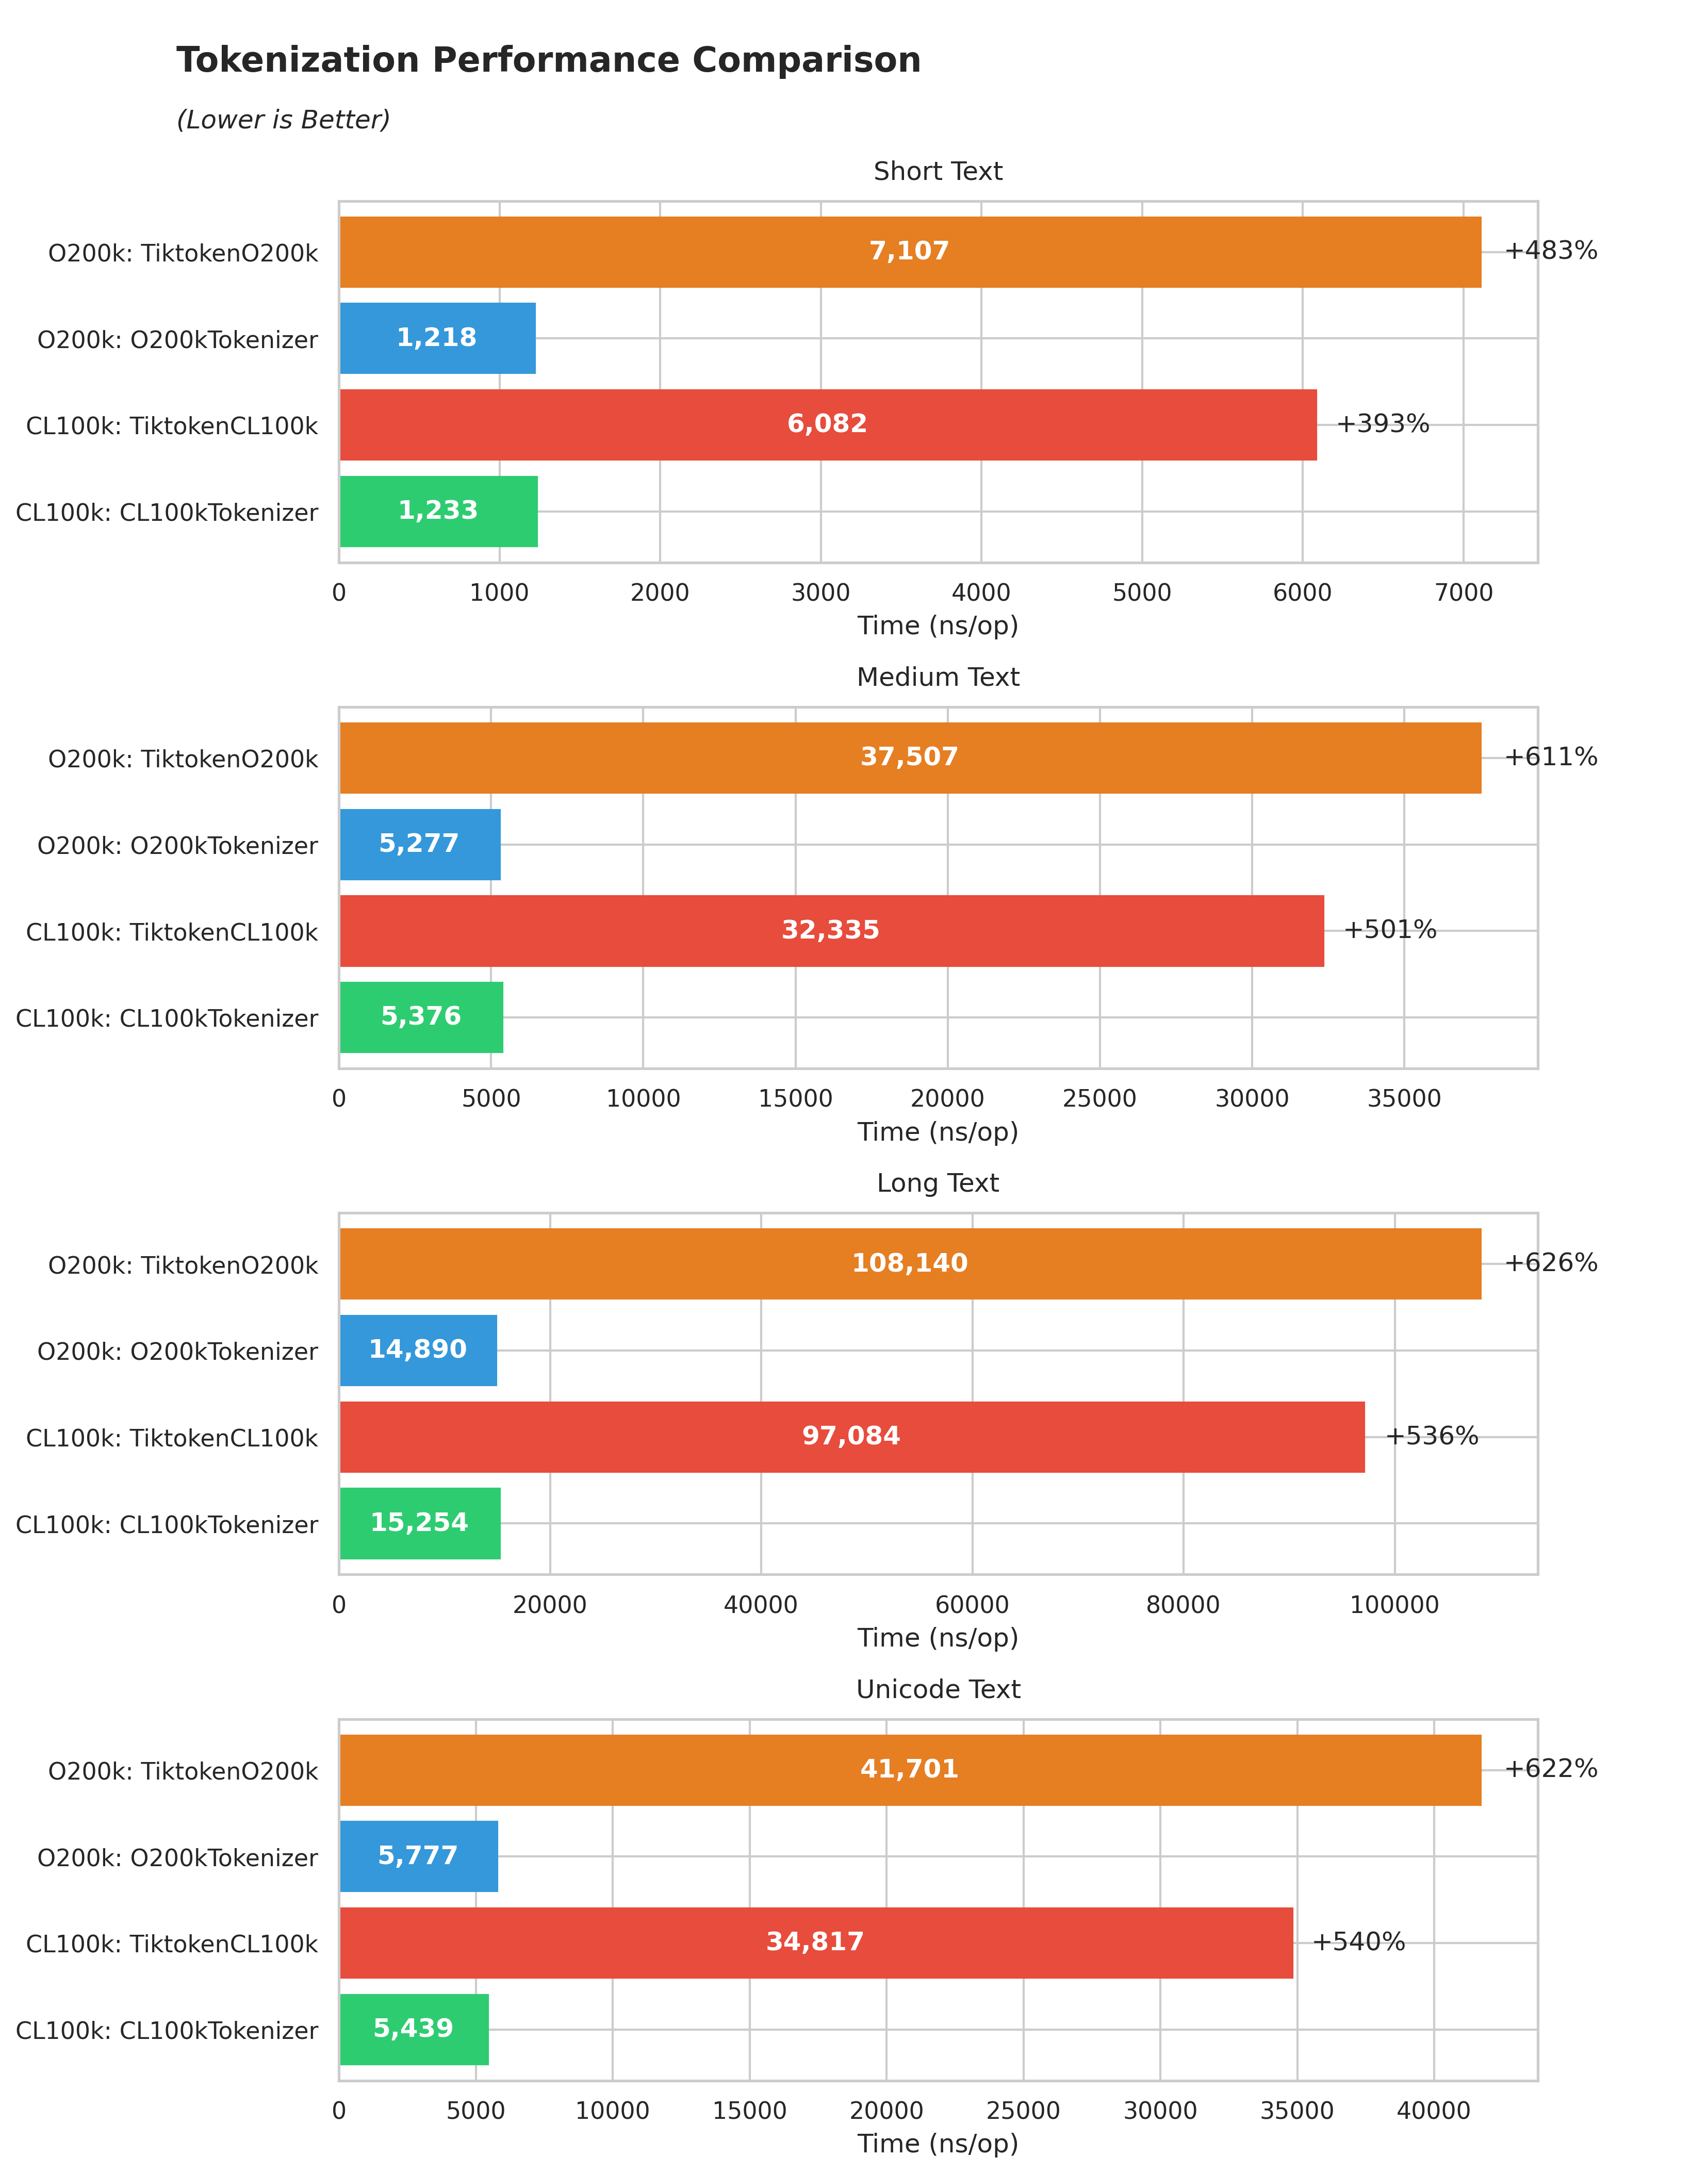 Tokenization Performance Comparison
(Lower is Better)
Short Text
O200k: TiktokenO200k 7,107 +483%
O200k: O200kTokenizer 1,218
CL100k: TiktokenCL100k 6,082 +393%
CL100k: CL100kTokenizer 1,233
0 1000 2000 3000 4000 5000 6000 7000
Time (ns/op)
Medium Text
O200k: TiktokenO200k 37,507 +611%
O200k: O200kTokenizer 5,277
CL100k: TiktokenCL100k 32,335 +501%
CL100k: CL100kTokenizer 5,376
0 5000 10000 15000 20000 25000 30000 35000
Time (ns/op)
Long Text
O200k: TiktokenO200k 108,140 +626%
O200k: O200kTokenizer 14,890
CL100k: TiktokenCL100k 97,084 +536%
CL100k: CL100kTokenizer 15,254
0 20000 40000 60000 80000 100000
Time (ns/op)
Unicode Text
O200k: TiktokenO200k 41,701 +622%
O200k: O200kTokenizer 5,777
CL100k: TiktokenCL100k 34,817 +540%
CL100k: CL100kTokenizer 5,439
0 5000 10000 15000 20000 25000 30000 35000 40000
Time (ns/op)